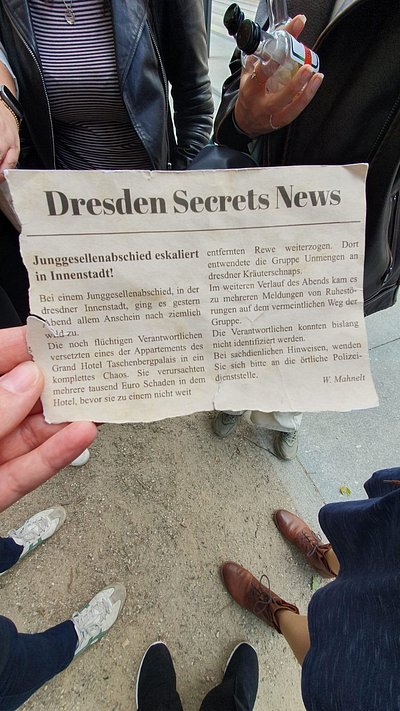 Dresden Secrets News
Junggesellenabschied eskaliert
in Innenstadt!
Bei einem Junggesellenabschied, in der
dresdner Innenstadt, ging es gestern
Abend allem Anschein nach ziemlich
wild zu.
Die noch flüchtigen Verantwortlichen
versetzten eines der Appartements des
Grand Hotel Taschenbergpalais in ein
komplettes Chaos. Sie verursachten
mehrere tausend Euro Schaden in dem
Hotel, bevor sie zu einem nicht weit
entfernten Rewe weiterzogen. Dort
entwendete die Gruppe Unmengen an
dresdner Kräuterschnaps.
Im weiteren Verlauf des Abends kam es
zu mehreren Meldungen von Ruhestö-
rungen auf dem vermeintlichen Weg der
Gruppe.
Die Verantwortlichen konnten bislang
nicht identifiziert werden.
Bei sachdienlichen Hinweisen, wenden
Sie sich bitte an die örtliche Polizei-
dienststelle.
W. Mahnelt